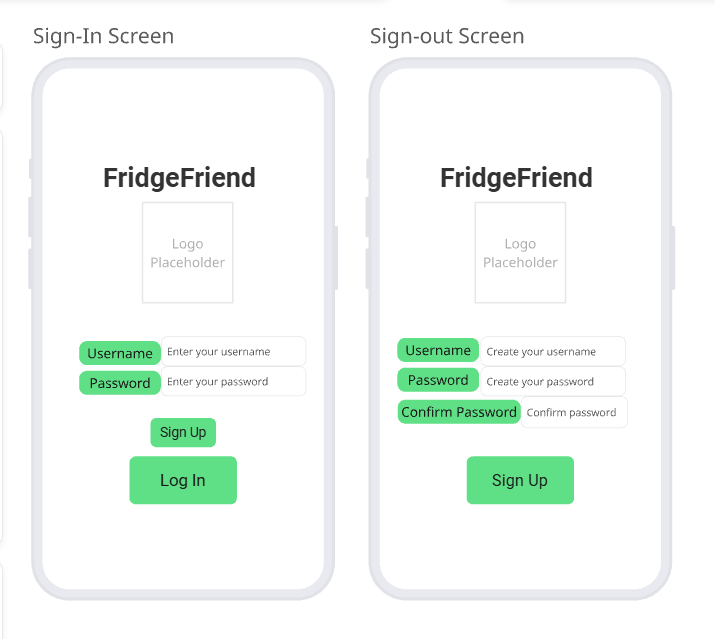 Sign-In Screen
FridgeFriend
Logo
Placeholder
Username Enter your username
Password Enter your password
Sign Up
Log In
Sign-out Screen
FridgeFriend
Logo
Placeholder
Username Create your username
Password Create your password
Confirm Password Confirm password
Sign Up